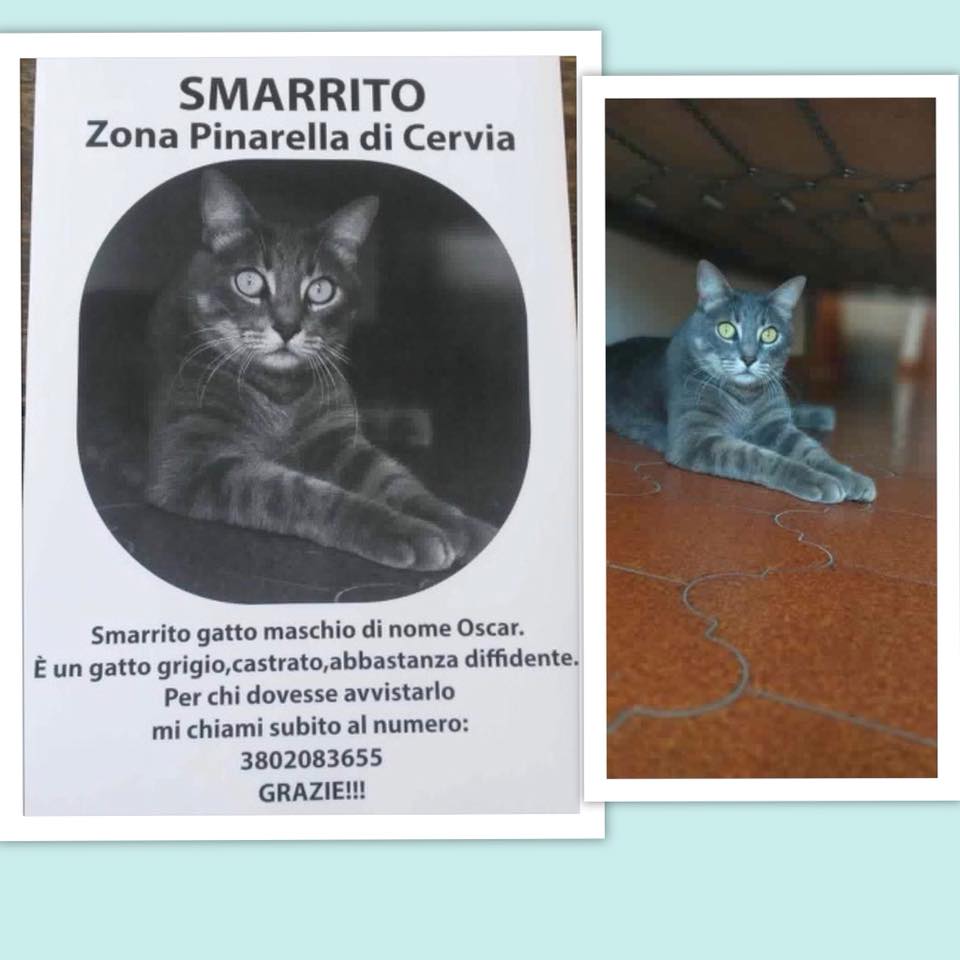 SMARRITO
Zona Pinarella di Cervia
Smarrito gatto maschio di nome Oscar.
È un gatto grigio,castrato,abbastanza diffidente.
Per chi dovesse avvistarlo
mi chiami subito al numero:
3802083655
GRAZIE!!!